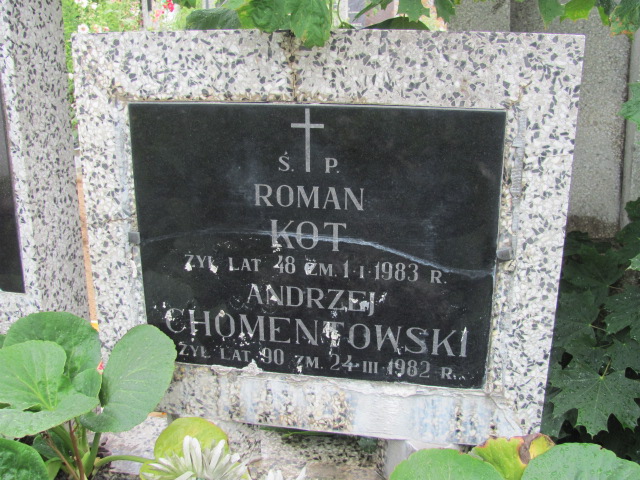 Ś. P.
ROMAN
KOT
ŻYŁ LAT 48 ZM. 1-I-1983 R.
ANDRZEJ
CHOMENTOWSKI
ŻYŁ LAT 90 ZM. 24-III-1982 R.